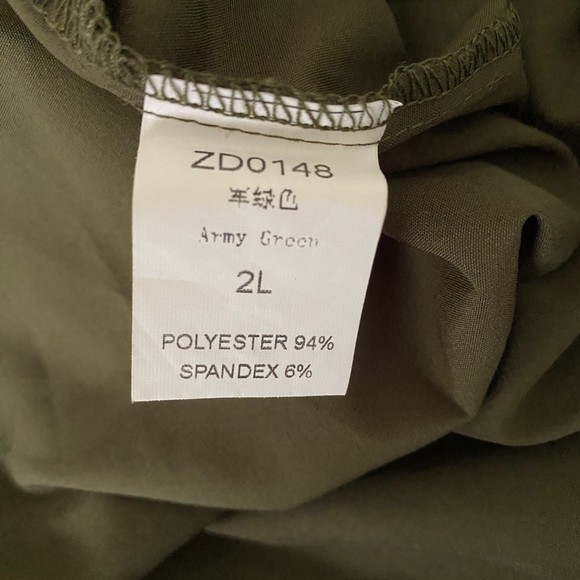 ZD0148
军绿色
Army Green
2L
POLYESTER 94%
SPANDEX 6%